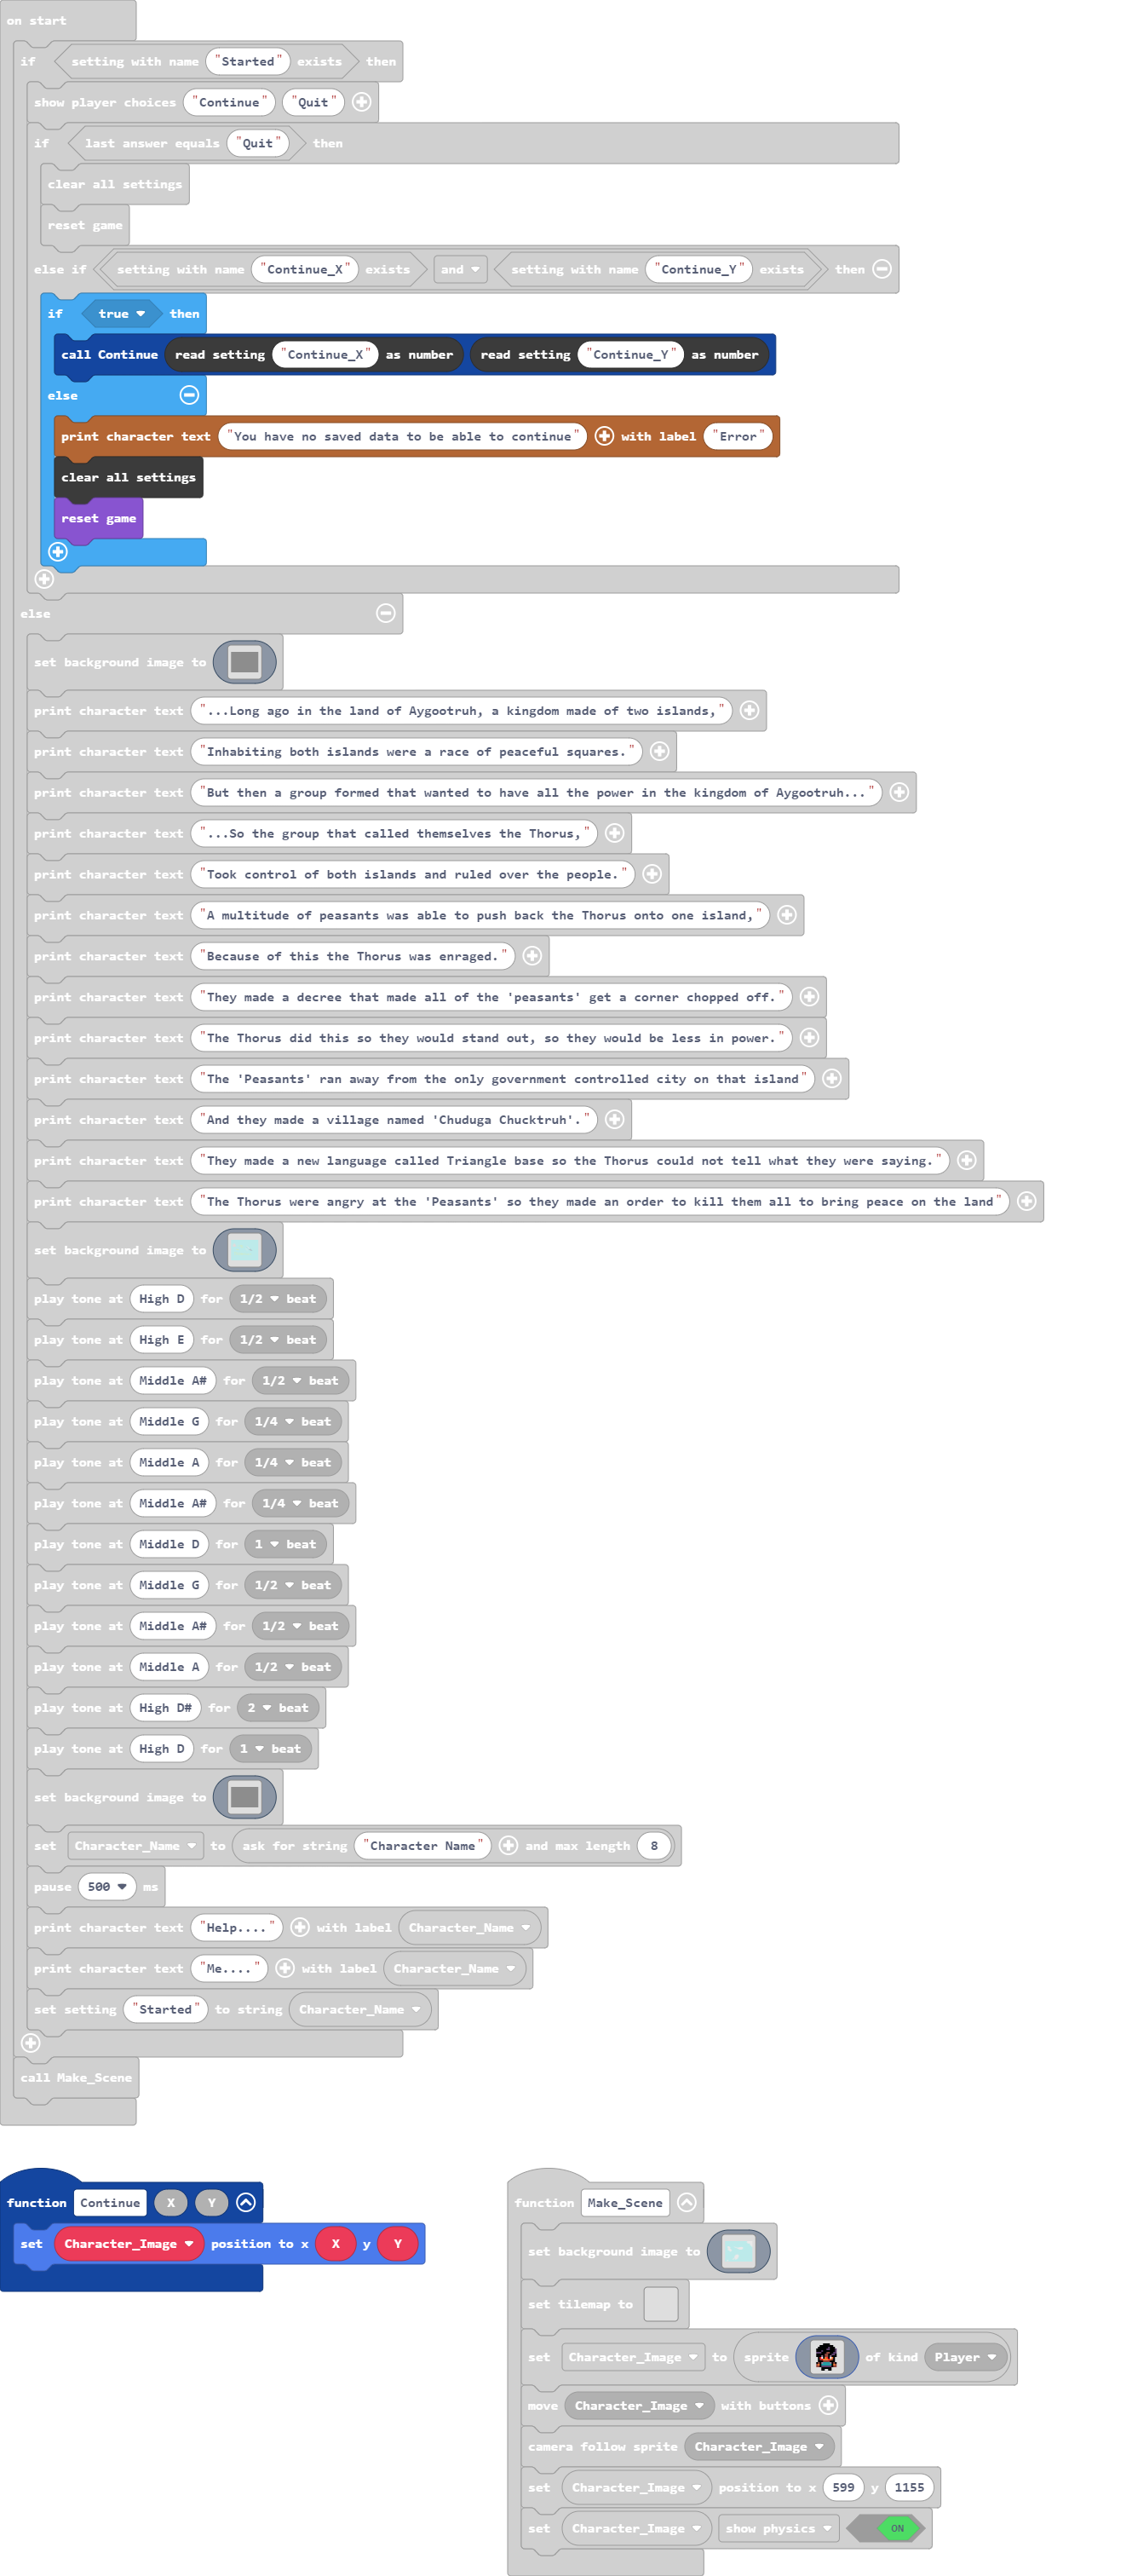 on start
if setting with name "Started" exists then
show player choices "Continue" "Quit"
if last answer equals "Quit" then
clear all settings
reset game
else if setting with name "Continue_X" exists and setting with name "Continue_Y" exists then
if true then
call Continue read setting "Continue_X" as number read setting "Continue_Y" as number
else
print character text "You have no saved data to be able to continue" with label "Error"
clear all settings
reset game
else
set background image to
print character text "...Long ago in the land of Aygootruh, a kingdom made of two islands,"
print character text "Inhabiting both islands were a race of peaceful squares."
print character text "But then a group formed that wanted to have all the power in the kingdom of Aygootruh..."
print character text "...So the group that called themselves the Thorus,"
print character text "Took control of both islands and ruled over the people."
print character text "A multitude of peasants was able to push back the Thorus onto one island,"
print character text "Because of this the Thorus was enraged."
print character text "They made a decree that made all of the 'peasants' get a corner chopped off."
print character text "The Thorus did this so they would stand out, so they would be less in power."
print character text "The 'Peasants' ran away from the only government controlled city on that island"
print character text "And they made a village named 'Chuduga Chucktruh'."
print character text "They made a new language called Triangle base so the Thorus could not tell what they were saying."
print character text "The Thorus were angry at the 'Peasants' so they made an order to kill them all to bring peace on the land"
set background image to
play tone at High D for 1/2 beat
play tone at High E for 1/2 beat
play tone at Middle A# for 1/2 beat
play tone at Middle G for 1/4 beat
play tone at Middle A for 1/4 beat
play tone at Middle A# for 1/4 beat
play tone at Middle D for 1 beat
play tone at Middle G for 1/2 beat
play tone at Middle A# for 1/2 beat
play tone at Middle A for 1/2 beat
play tone at High D# for 2 beat
play tone at High D for 1 beat
set background image to
set Character_Name to ask for string "Character Name" and max length 8
pause 500 ms
print character text "Help...." with label Character_Name
print character text "Me...." with label Character_Name
set setting "Started" to string Character_Name
call Make_Scene
function Continue X Y
set Character_Image position to x X y Y
function Make_Scene
set background image to
set tilemap to
set Character_Image to sprite of kind Player
move Character_Image with buttons
camera follow sprite Character_Image
set Character_Image position to x 599 y 1155
set Character_Image show physics ON